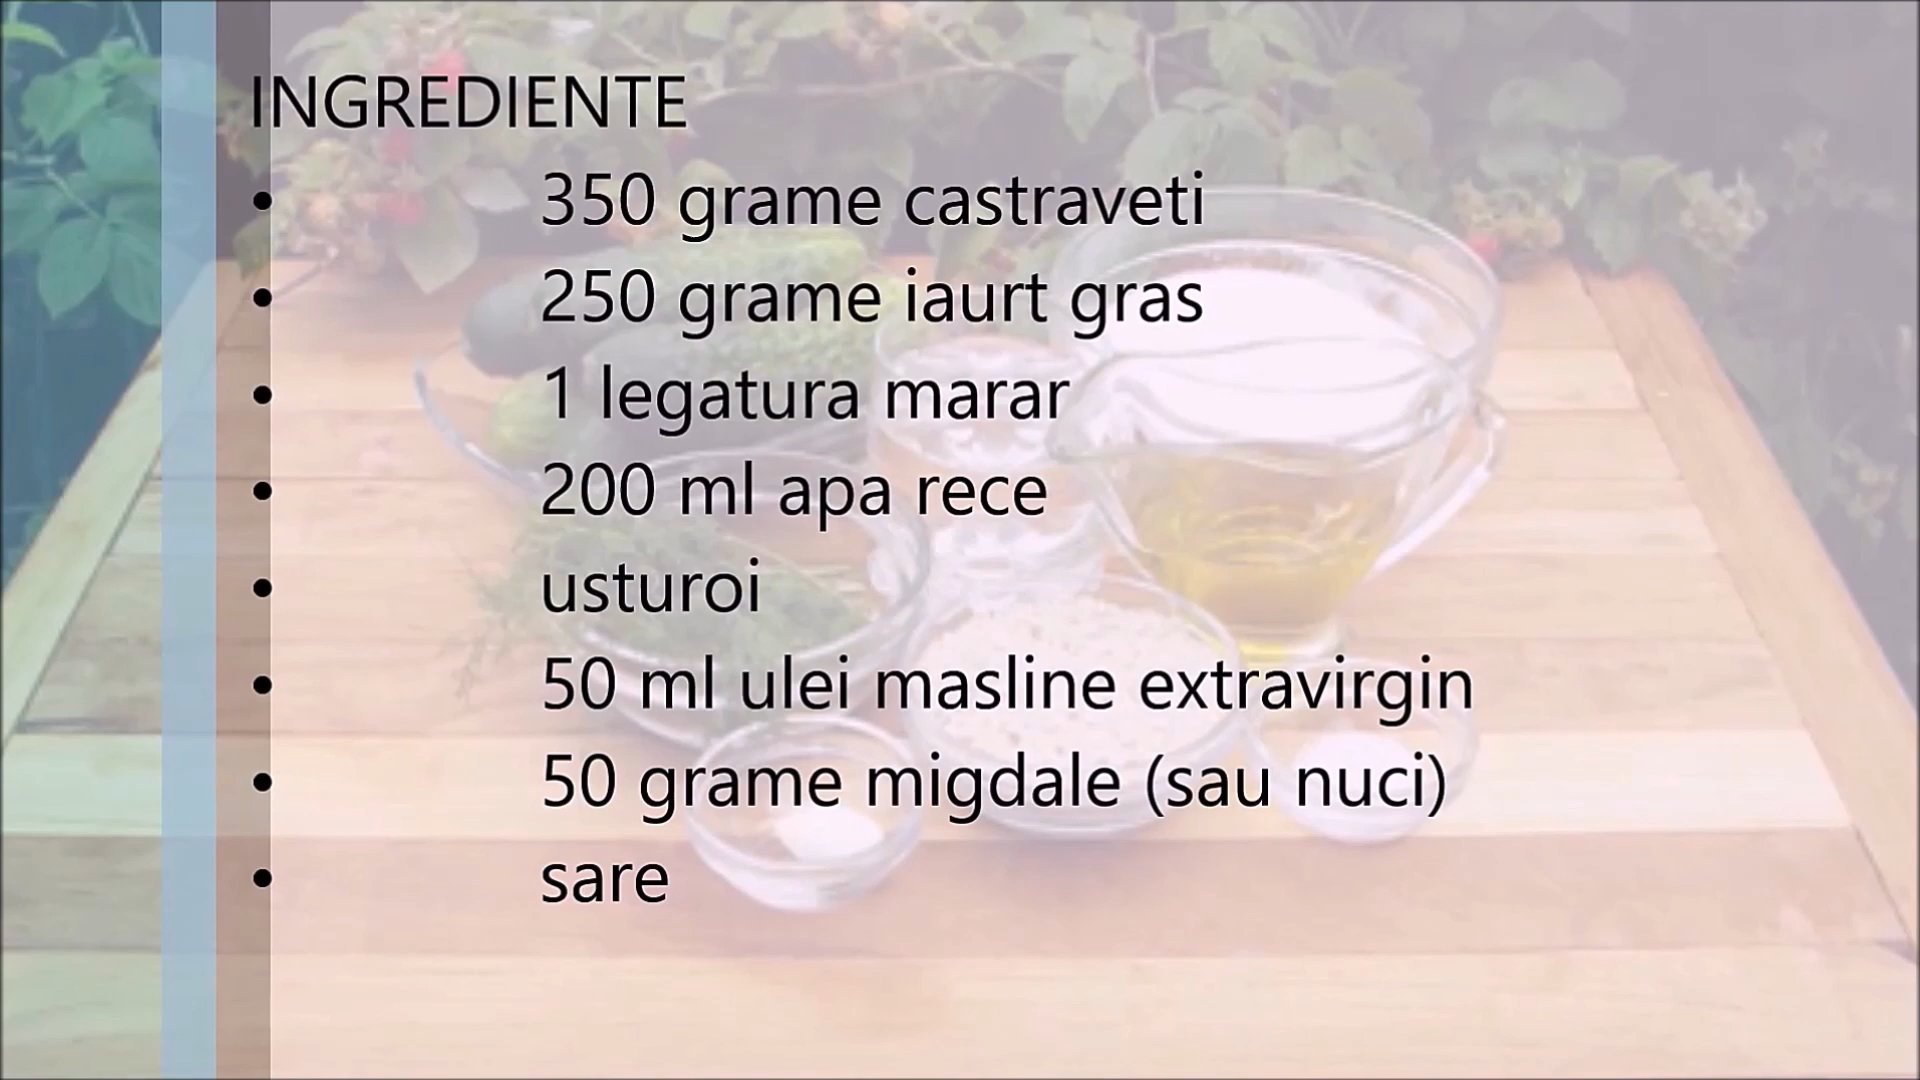 INGREDIENTE
• 350 grame castraveti
• 250 grame iaurt gras
• 1 legatura marar
• 200 ml apa rece
• usturoi
• 50 ml ulei masline extravirgin
• 50 grame migdale (sau nuci)
• sare